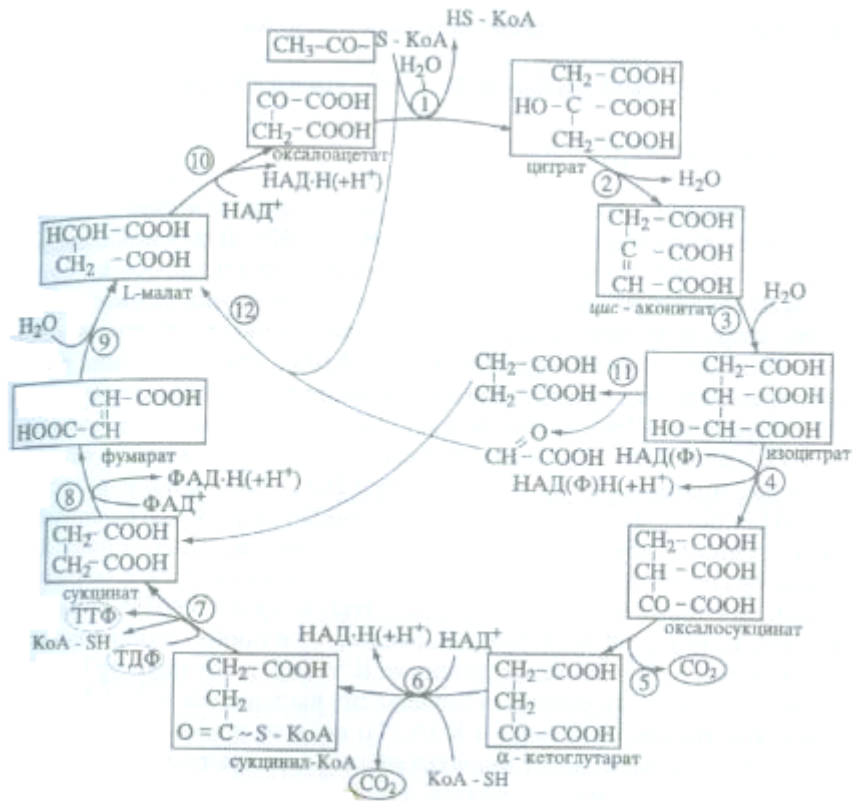 HS - KoA
CH₃-CO~ S - KoA
H₂O
①
CO - COOH
CH₂- COOH
оксалоацетат
CH₂ - COOH
HO - C - COOH
CH₂ - COOH
цитрат
②
H₂O
CH₂ - COOH
C - COOH
CH - COOH
цис - аконитат
③
H₂O
CH₂- COOH
CH - COOH
HO - CH - COOH
изоцитрат
НАД(Ф)
НАД(Ф)Н(+Н⁺)
④
CH₂- COOH
CH - COOH
CO - COOH
оксалосукцинат
⑤
CO₂
CH₂- COOH
CH₂
CO - COOH
α - кетоглутарат
НАД·Н(+Н⁺)
НАД⁺
⑥
CO₂
KoA - SH
CH₂- COOH
CH₂
O = C ~ S - KoA
сукцинил-КоА
⑦
ТТФ
KoA - SH
ТДФ
CH₂- COOH
CH₂- COOH
сукцинат
⑧
ФАД·Н(+Н⁺)
ФАД⁺
CH - COOH
HOOC - CH
фумарат
H₂O
⑨
HCOH - COOH
CH₂ - COOH
L-малат
⑩
НАД·Н(+Н⁺)
НАД⁺
⑪
CH₂- COOH
CH₂- COOH
O
CH - COOH
⑫